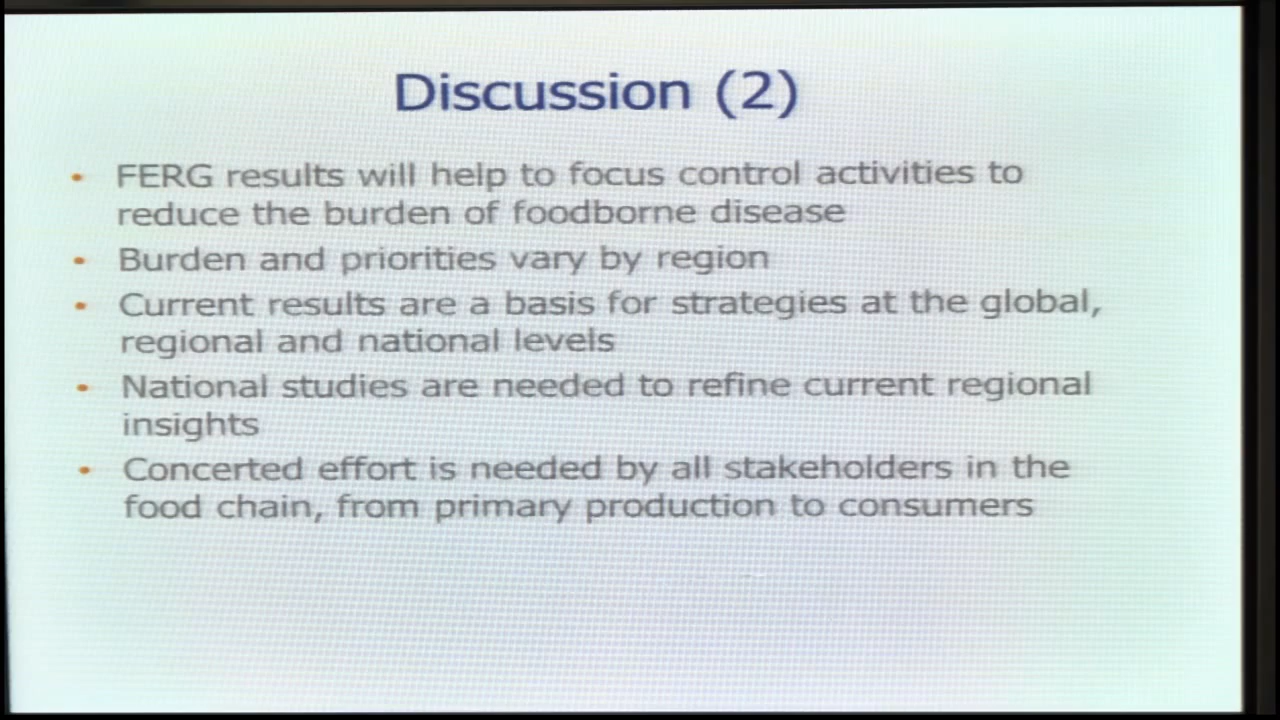 Discussion (2)
• FERG results will help to focus control activities to
reduce the burden of foodborne disease
• Burden and priorities vary by region
• Current results are a basis for strategies at the global,
regional and national levels
• National studies are needed to refine current regional
insights
• Concerted effort is needed by all stakeholders in the
food chain, from primary production to consumers